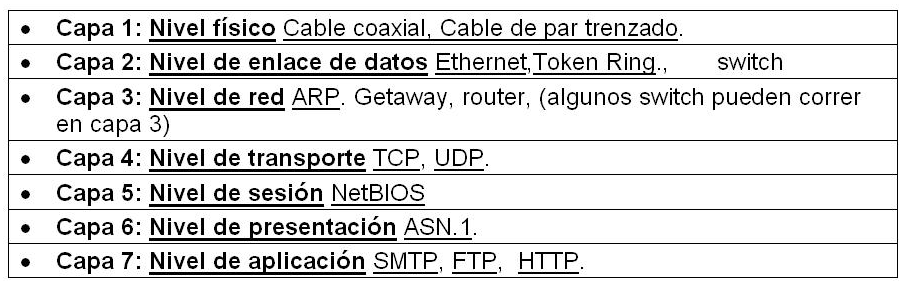 • Capa 1: Nivel físico Cable coaxial, Cable de par trenzado.
• Capa 2: Nivel de enlace de datos Ethernet,Token Ring., switch
• Capa 3: Nivel de red ARP. Getaway, router, (algunos switch pueden correr
en capa 3)
• Capa 4: Nivel de transporte TCP, UDP.
• Capa 5: Nivel de sesión NetBIOS
• Capa 6: Nivel de presentación ASN.1.
• Capa 7: Nivel de aplicación SMTP, FTP, HTTP.